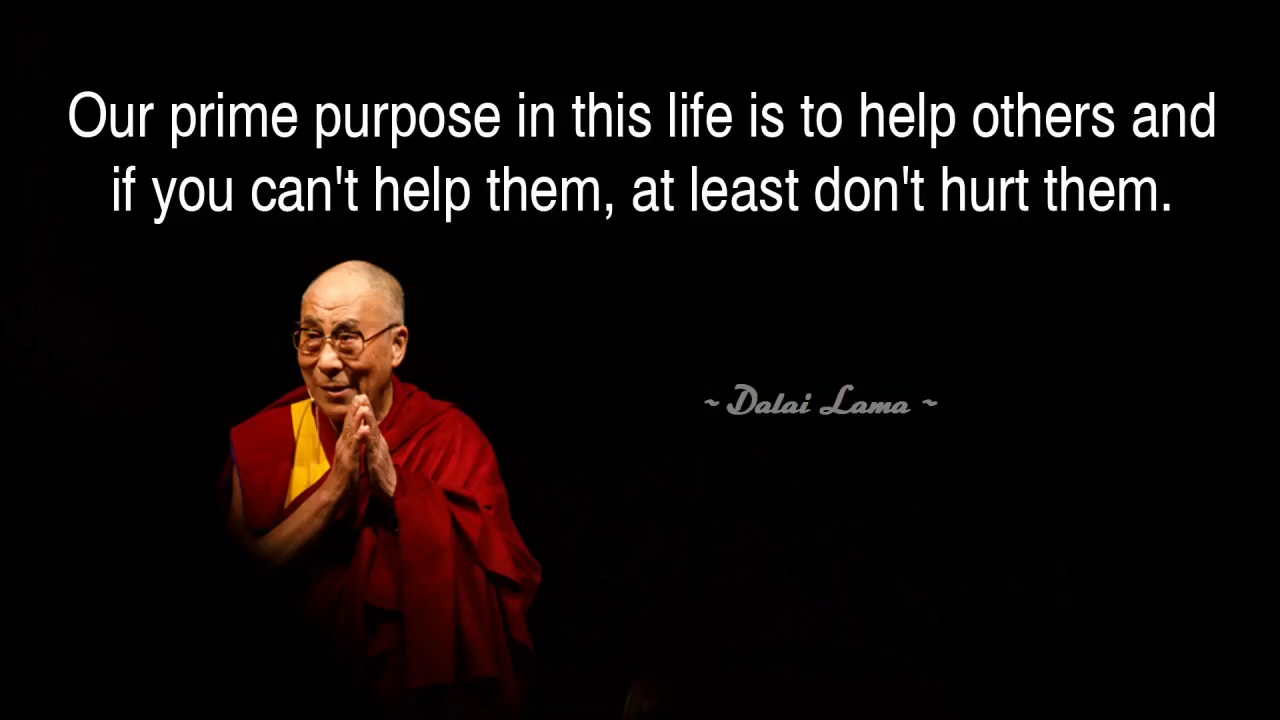 Our prime purpose in this life is to help others and
if you can't help them, at least don't hurt them.
~ Dalai Lama ~